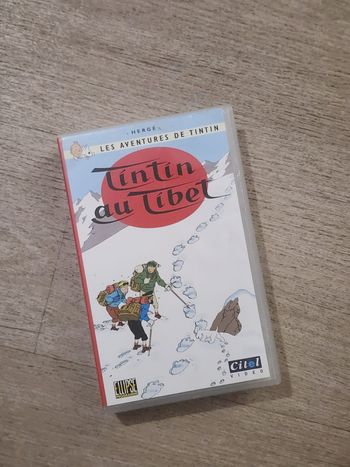 HERGÉ
LES AVENTURES DE TINTIN
Tintin
au Tibet
ELLIPSE
Citel
VIDEO